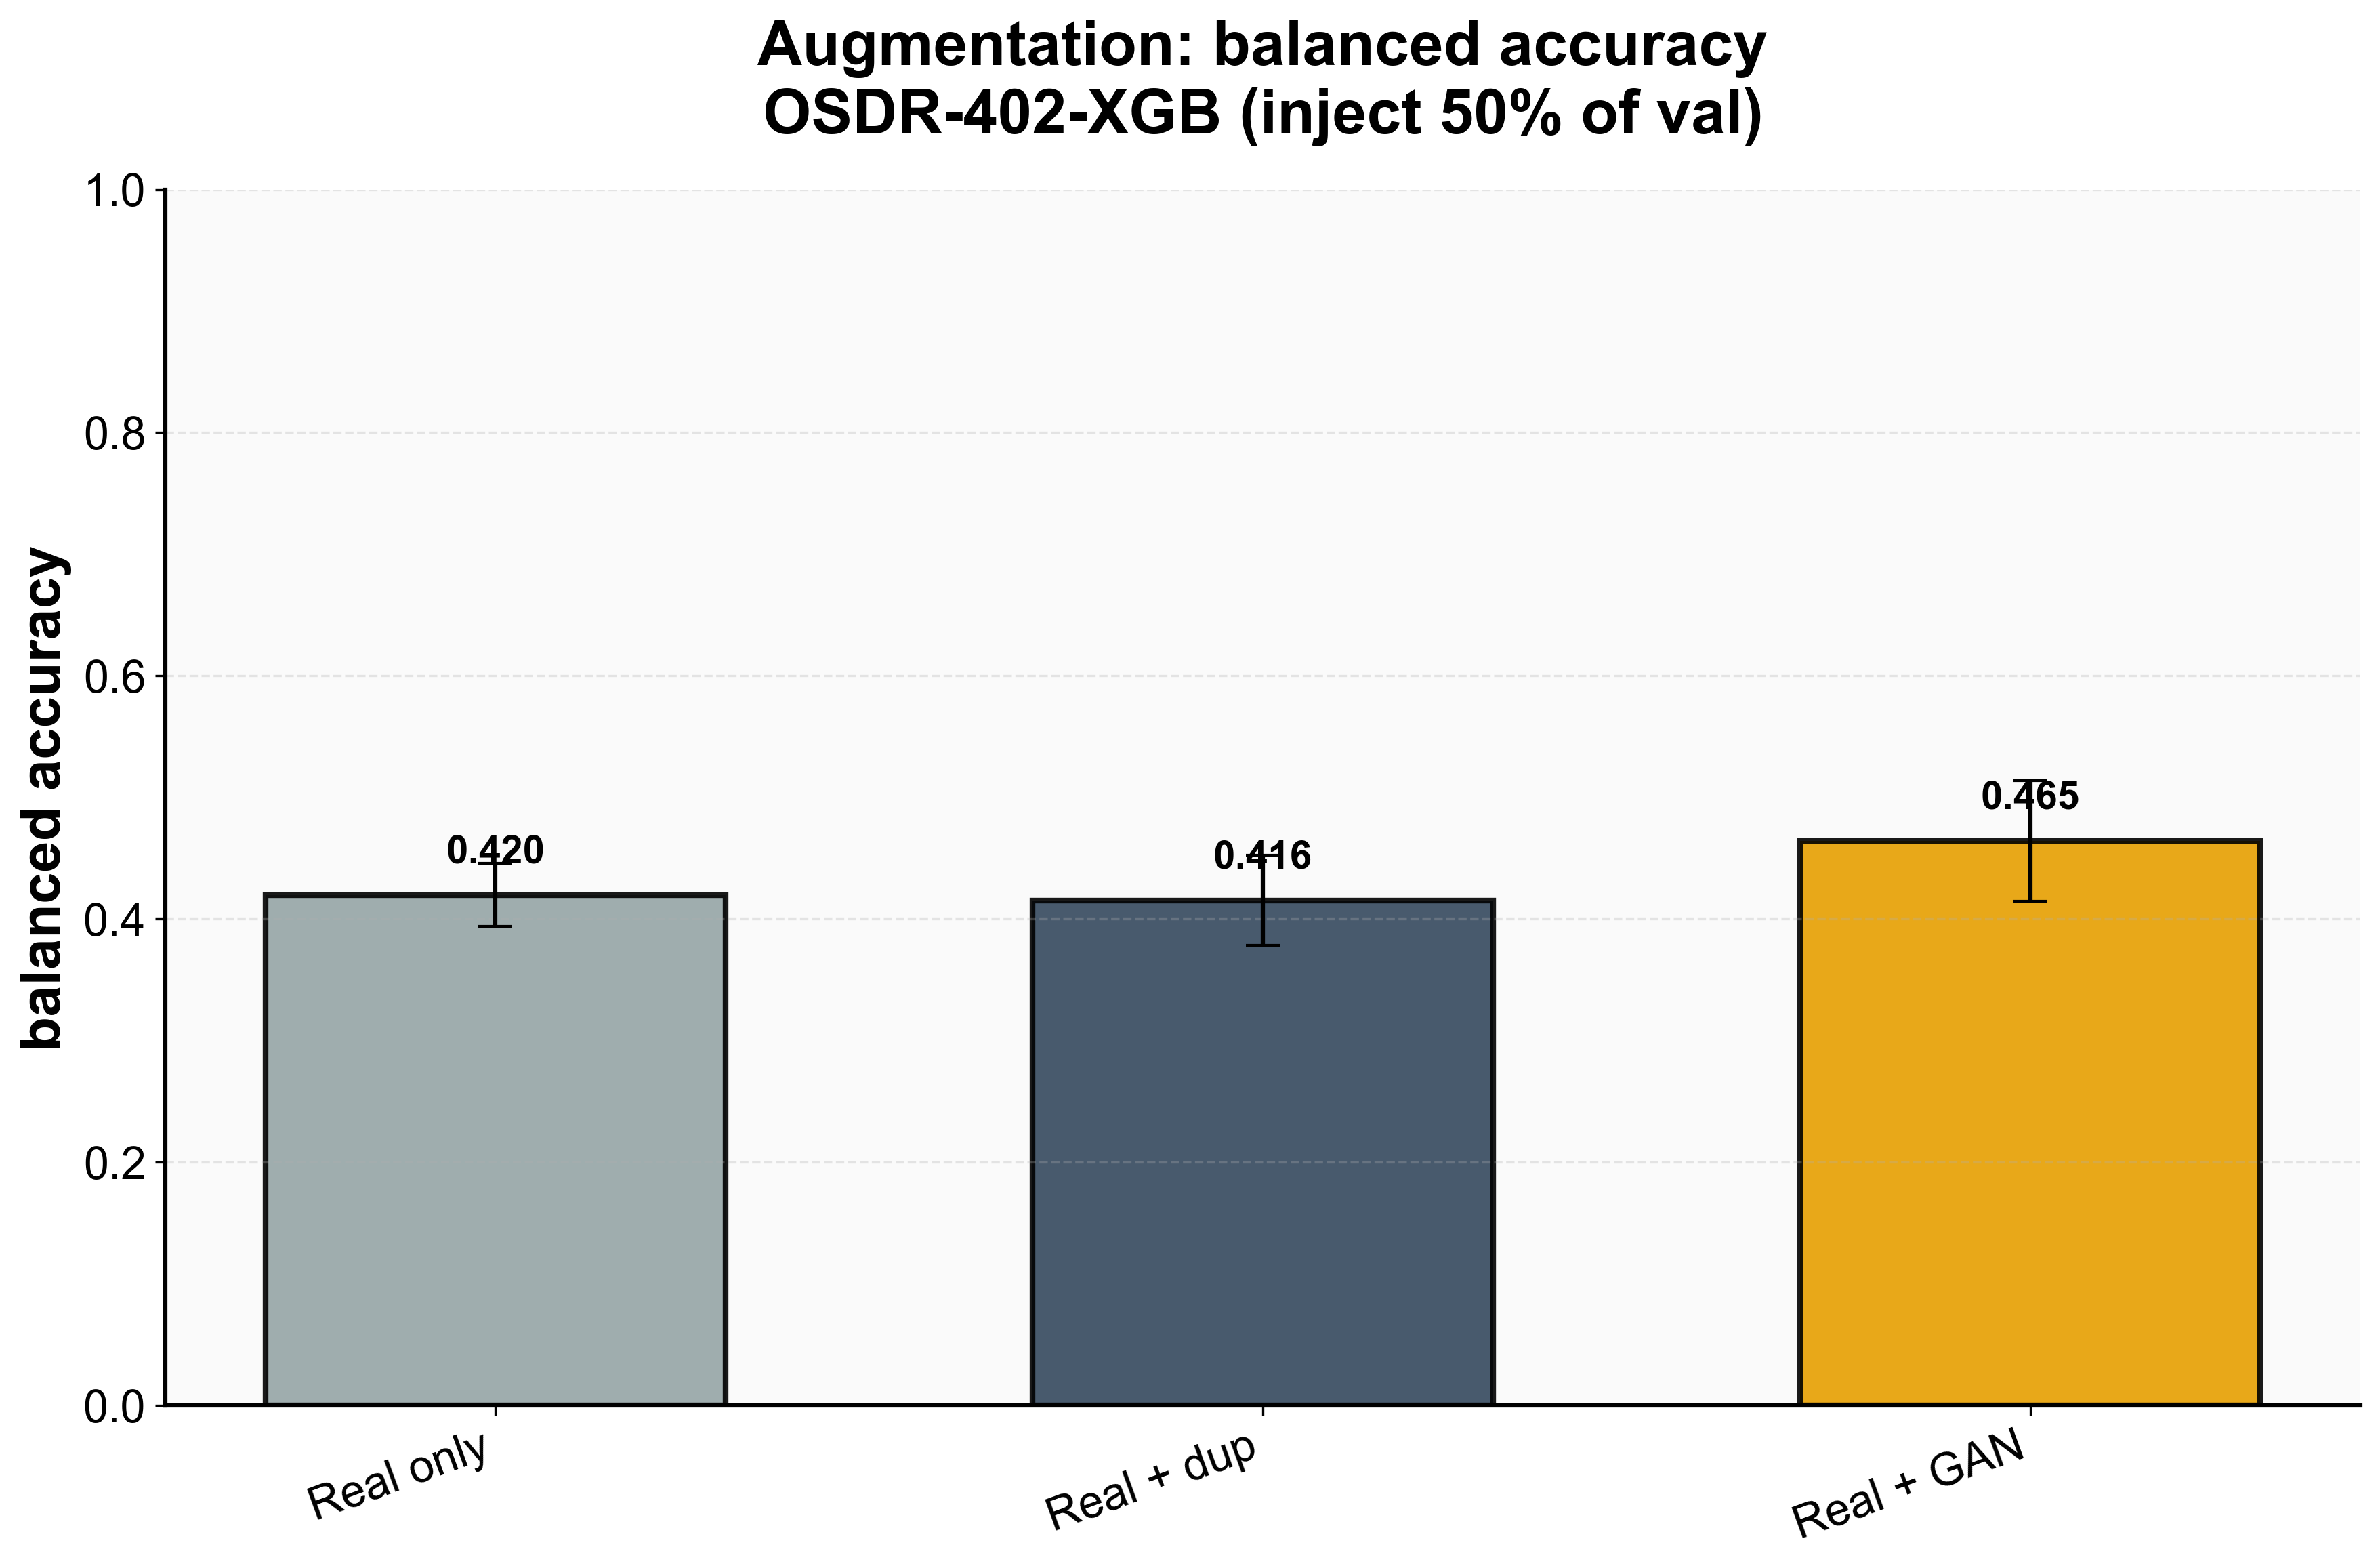 Augmentation: balanced accuracy
OSDR-402-XGB (inject 50% of val)
balanced accuracy
1.0
0.8
0.6
0.4
0.2
0.0
0.420
0.416
0.465
Real only
Real + dup
Real + GAN